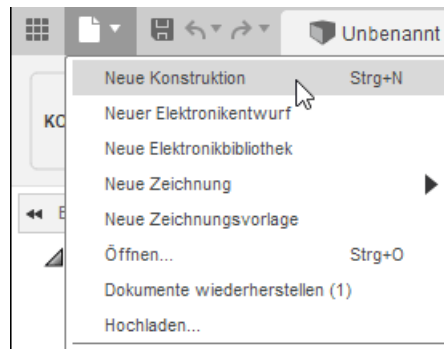 Unbenannt
Neue Konstruktion Strg+N
KO
Neuer Elektronikentwurf
Neue Elektronikbibliothek
Neue Zeichnung
Neue Zeichnungsvorlage
Öffnen... Strg+O
Dokumente wiederherstellen (1)
Hochladen...